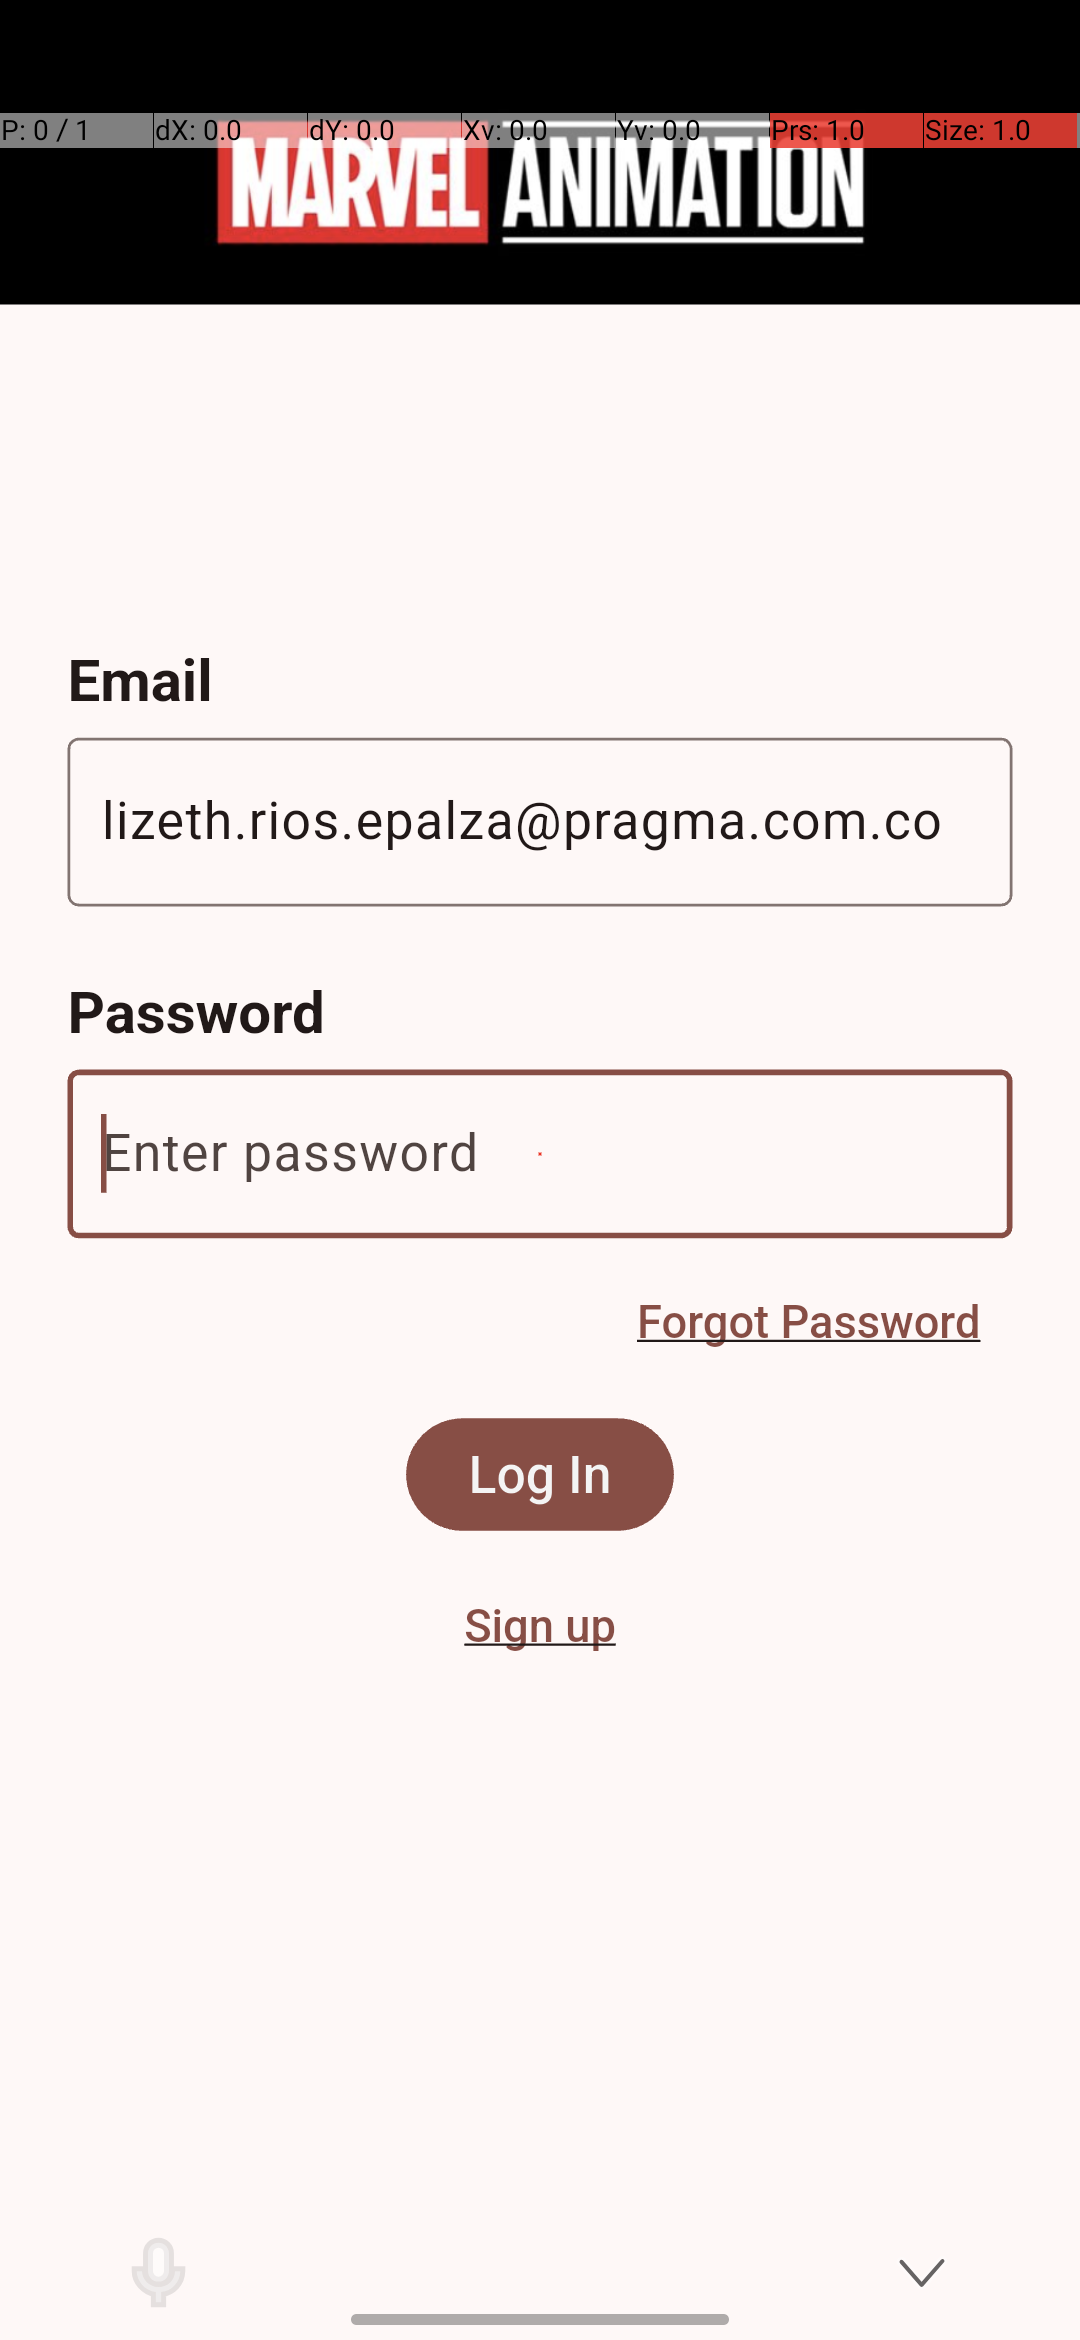 P: 0 / 1 dX: 0.0 dY: 0.0 Xv: 0.0 Yv: 0.0 Prs: 1.0 Size: 1.0
MARVEL ANIMATION
Email
lizeth.rios.epalza@pragma.com.co
Password
Enter password
Forgot Password
Log In
Sign up